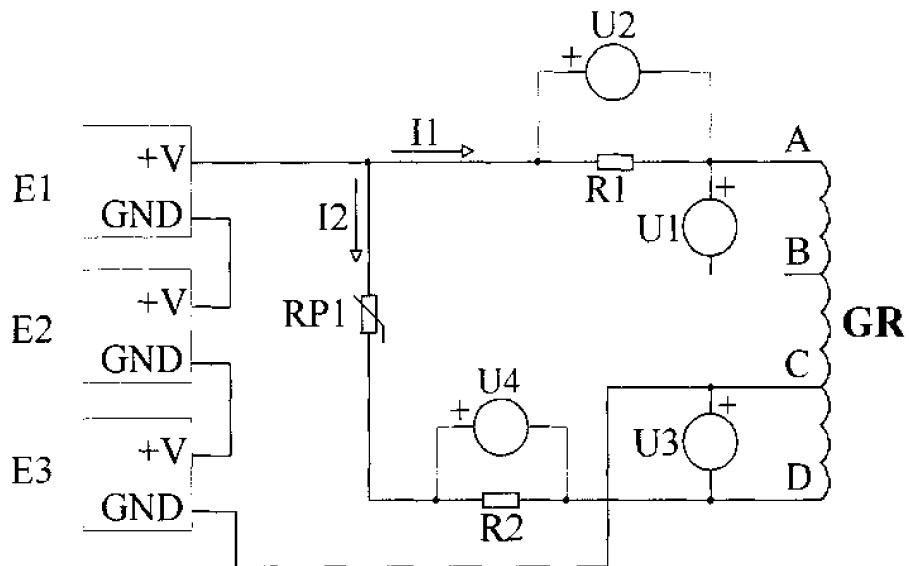 U2
+
I1
A
+V
R1
E1
+
GND
I2
U1
B
+V
RP1
GR
E2
GND
U4
C
+
+
+V
U3
E3
D
GND
R2